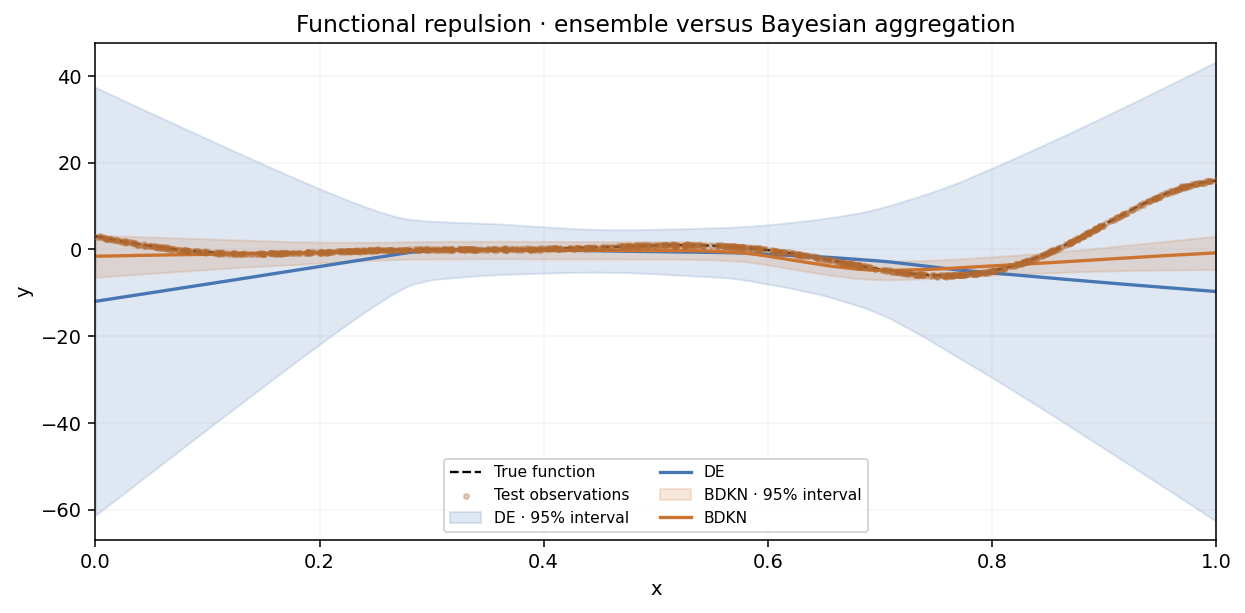 Functional repulsion · ensemble versus Bayesian aggregation
y
40
20
0
−20
−40
−60
True function
Test observations
DE · 95% interval
DE
BDKN · 95% interval
BDKN
0.0
0.2
0.4
0.6
0.8
1.0
x